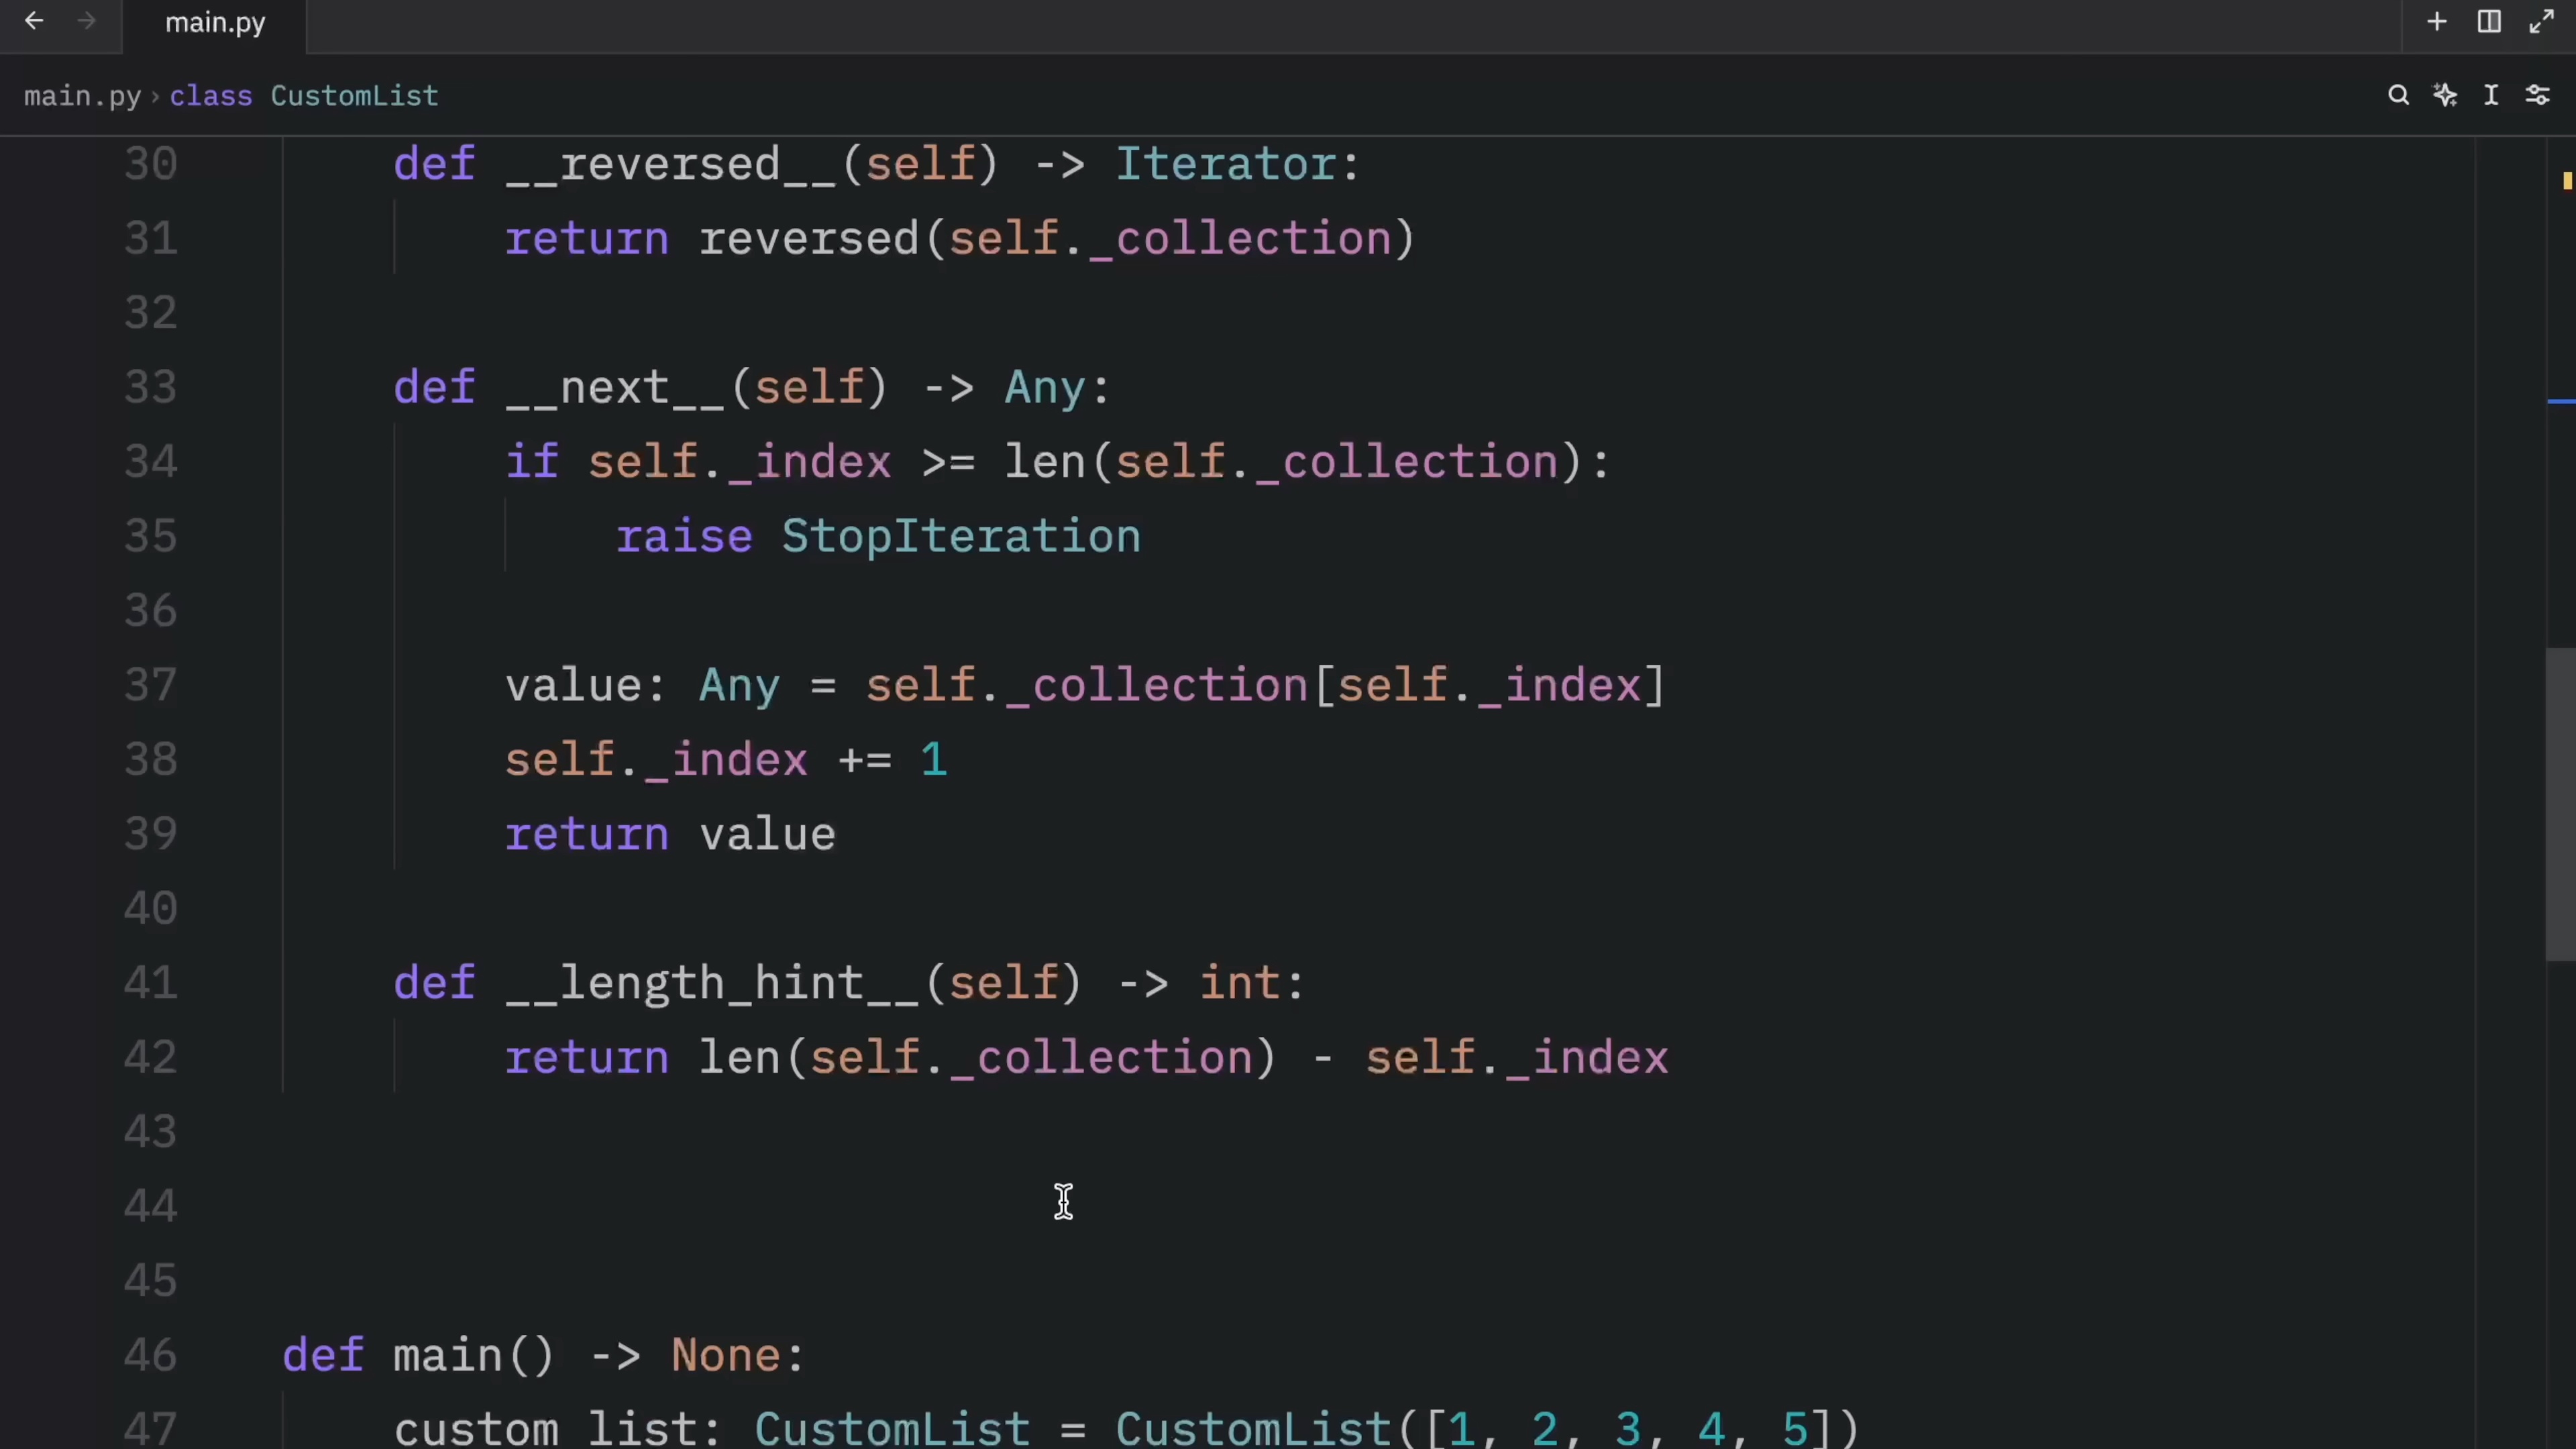 main.py
main.py › class CustomList
30 def __reversed__(self) -> Iterator:
31 return reversed(self._collection)
32
33 def __next__(self) -> Any:
34 if self._index >= len(self._collection):
35 raise StopIteration
36
37 value: Any = self._collection[self._index]
38 self._index += 1
39 return value
40
41 def __length_hint__(self) -> int:
42 return len(self._collection) - self._index
43
44
45
46 def main() -> None:
47 custom_list: CustomList = CustomList([1, 2, 3, 4, 5])